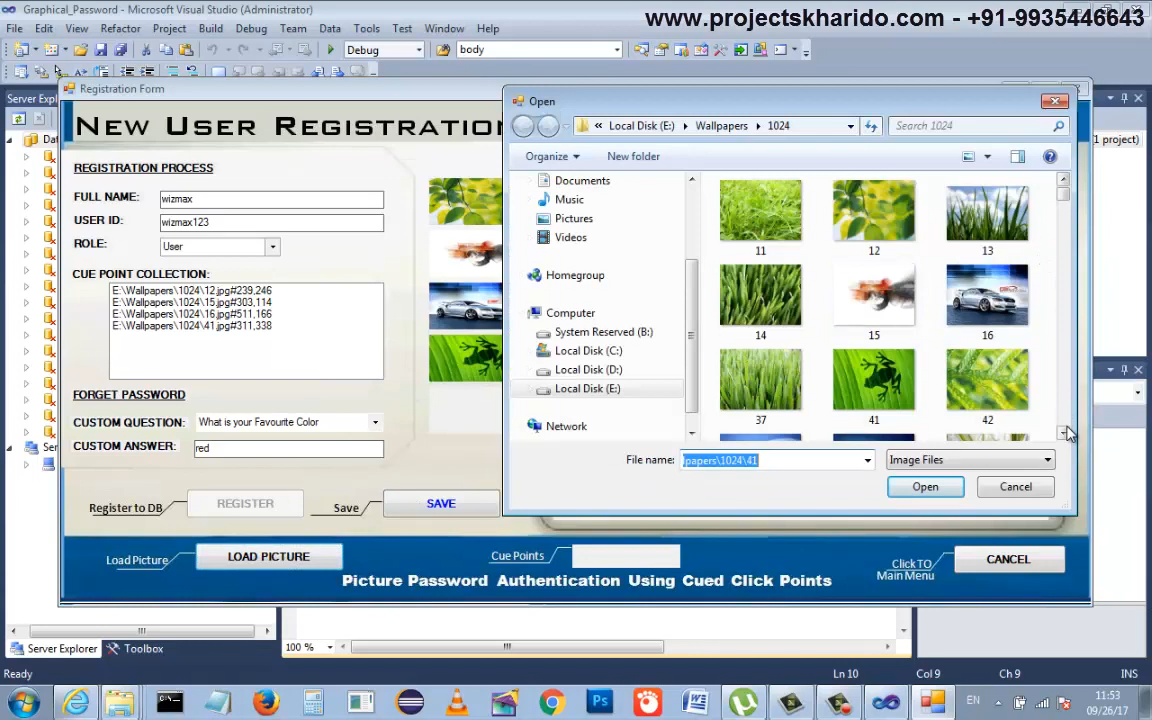 Graphical_Password - Microsoft Visual Studio (Administrator)
www.projectskharido.com - +91-9935446643
File Edit View Refactor Project Build Debug Team Data Tools Test Window Help
Debug
body
Server Expl
Registration Form
1 project)
NEW USER REGISTRATION
REGISTRATION PROCESS
FULL NAME: wizmax
USER ID: wizmax123
ROLE: User
CUE POINT COLLECTION:
E:\Wallpapers\1024\12.jpg#239,246
E:\Wallpapers\1024\15.jpg#303,114
E:\Wallpapers\1024\16.jpg#511,166
E:\Wallpapers\1024\41.jpg#311,338
FORGET PASSWORD
CUSTOM QUESTION: What is your Favourite Color
CUSTOM ANSWER: red
Register to DB REGISTER Save SAVE
Load Picture LOAD PICTURE
Cue Points
Click TO
Main Menu
CANCEL
Picture Password Authentication Using Cued Click Points
Open
Local Disk (E:) Wallpapers 1024
Search 1024
Organize New folder
Documents
Music
Pictures
Videos
Homegroup
Computer
System Reserved (B:)
Local Disk (C:)
Local Disk (D:)
Local Disk (E:)
Network
11 12 13
14 15 16
37 41 42
File name: lpapers\1024\41
Image Files
Open Cancel
Da
Se
Server Explorer Toolbox
100 %
Ready
Ln 10 Col 9 Ch 9 INS
EN
11:53
09/26/17